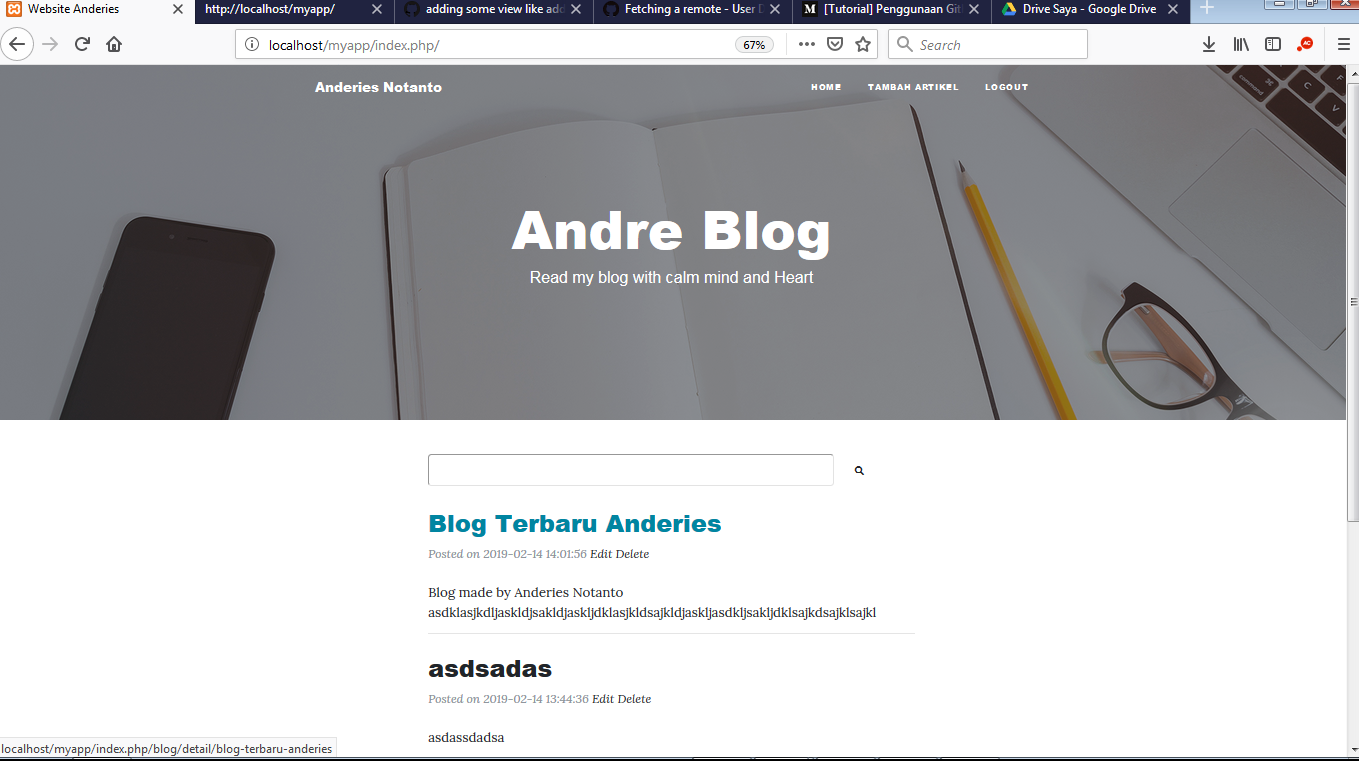 Website Anderies
http://localhost/myapp/
adding some view like add
Fetching a remote - User D
[Tutorial] Penggunaan Git
Drive Saya - Google Drive
localhost/myapp/index.php/
67%
Search
Anderies Notanto
HOME
TAMBAH ARTIKEL
LOGOUT
Andre Blog
Read my blog with calm mind and Heart
Blog Terbaru Anderies
Posted on 2019-02-14 14:01:56 Edit Delete
Blog made by Anderies Notanto
asdklasjkdljaskldjsakldjaskljdklasjkldsajkldjaskljasdkljsakljdklsajkdsajklsajkl
asdsadas
Posted on 2019-02-14 13:44:36 Edit Delete
asdassdadsa
localhost/myapp/index.php/blog/detail/blog-terbaru-anderies